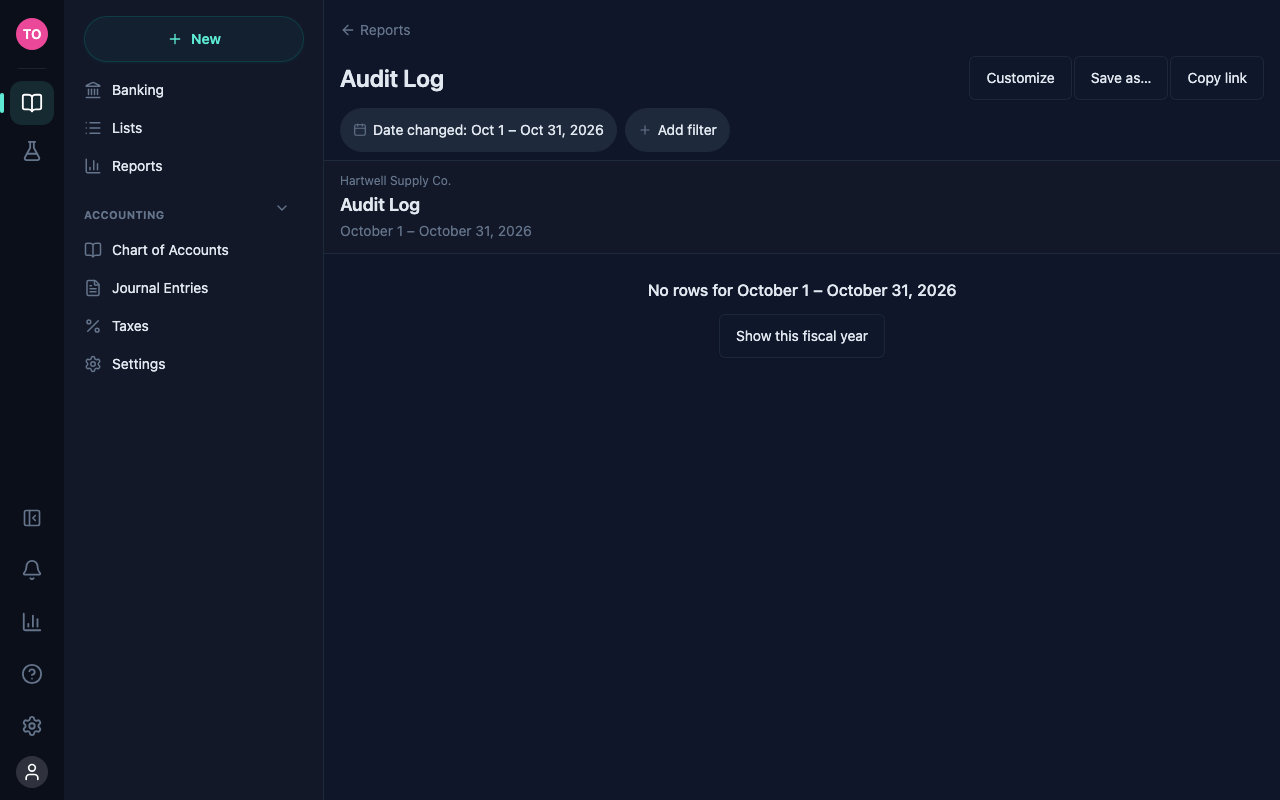 TO
New
Banking
Lists
Reports
ACCOUNTING
Chart of Accounts
Journal Entries
Taxes
Settings
Reports
Audit Log
Customize
Save as...
Copy link
Date changed: Oct 1 – Oct 31, 2026
Add filter
Hartwell Supply Co.
Audit Log
October 1 – October 31, 2026
No rows for October 1 – October 31, 2026
Show this fiscal year